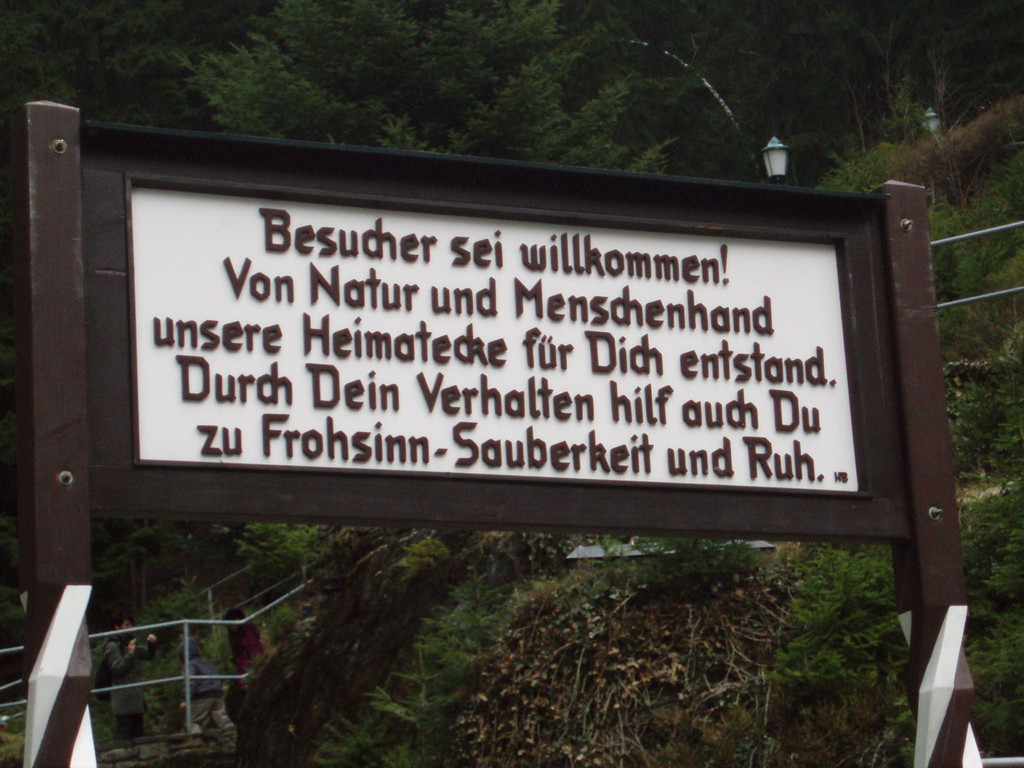 Besucher sei willkommen!
Von Natur und Menschenhand
unsere Heimatecke für Dich entstand.
Durch Dein Verhalten hilf auch Du
zu Frohsinn-Sauberkeit und Ruh.